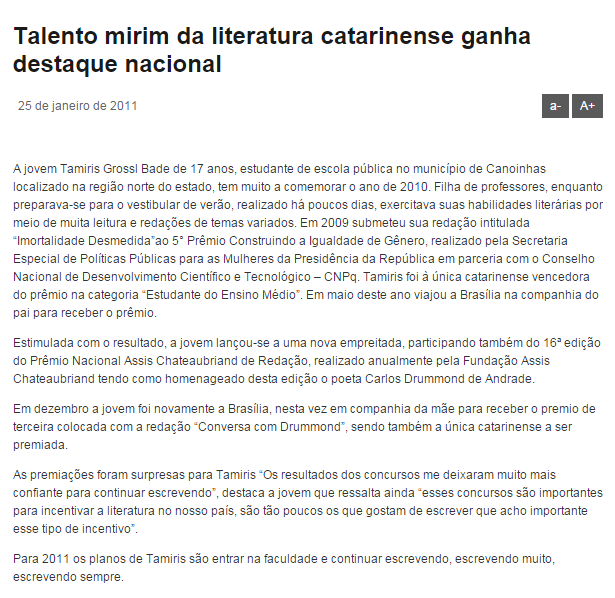 Talento mirim da literatura catarinense ganha
destaque nacional
25 de janeiro de 2011
a-
A+
A jovem Tamiris Grossl Bade de 17 anos, estudante de escola pública no município de Canoinhas
localizado na região norte do estado, tem muito a comemorar o ano de 2010. Filha de professores, enquanto
preparava-se para o vestibular de verão, realizado há poucos dias, exercitava suas habilidades literárias por
meio de muita leitura e redações de temas variados. Em 2009 submeteu sua redação intitulada
“Imortalidade Desmedida”ao 5° Prêmio Construindo a Igualdade de Gênero, realizado pela Secretaria
Especial de Políticas Públicas para as Mulheres da Presidência da República em parceria com o Conselho
Nacional de Desenvolvimento Científico e Tecnológico – CNPq. Tamiris foi à única catarinense vencedora
do prêmio na categoria “Estudante do Ensino Médio”. Em maio deste ano viajou a Brasília na companhia do
pai para receber o prêmio.
Estimulada com o resultado, a jovem lançou-se a uma nova empreitada, participando também do 16ª edição
do Prêmio Nacional Assis Chateaubriand de Redação, realizado anualmente pela Fundação Assis
Chateaubriand tendo como homenageado desta edição o poeta Carlos Drummond de Andrade.
Em dezembro a jovem foi novamente a Brasília, nesta vez em companhia da mãe para receber o premio de
terceira colocada com a redação “Conversa com Drummond”, sendo também a única catarinense a ser
premiada.
As premiações foram surpresas para Tamiris “Os resultados dos concursos me deixaram muito mais
confiante para continuar escrevendo”, destaca a jovem que ressalta ainda “esses concursos são importantes
para incentivar a literatura no nosso país, são tão poucos os que gostam de escrever que acho importante
esse tipo de incentivo”.
Para 2011 os planos de Tamiris são entrar na faculdade e continuar escrevendo, escrevendo muito,
escrevendo sempre.